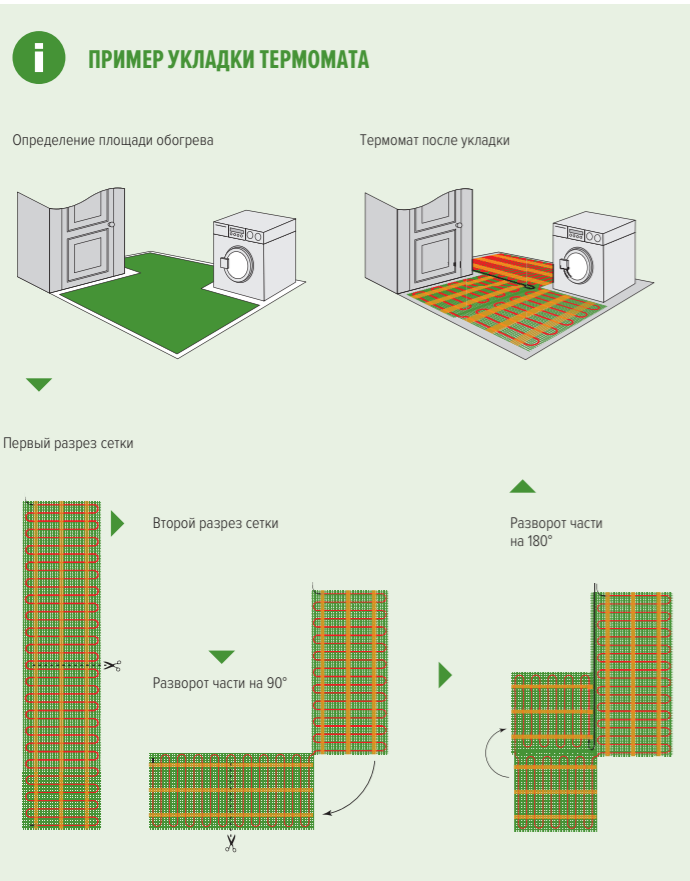 i
ПРИМЕР УКЛАДКИ ТЕРМОМАТА
Определение площади обогрева
Термомат после укладки
Первый разрез сетки
Второй разрез сетки
Разворот части
на 180°
Разворот части на 90°